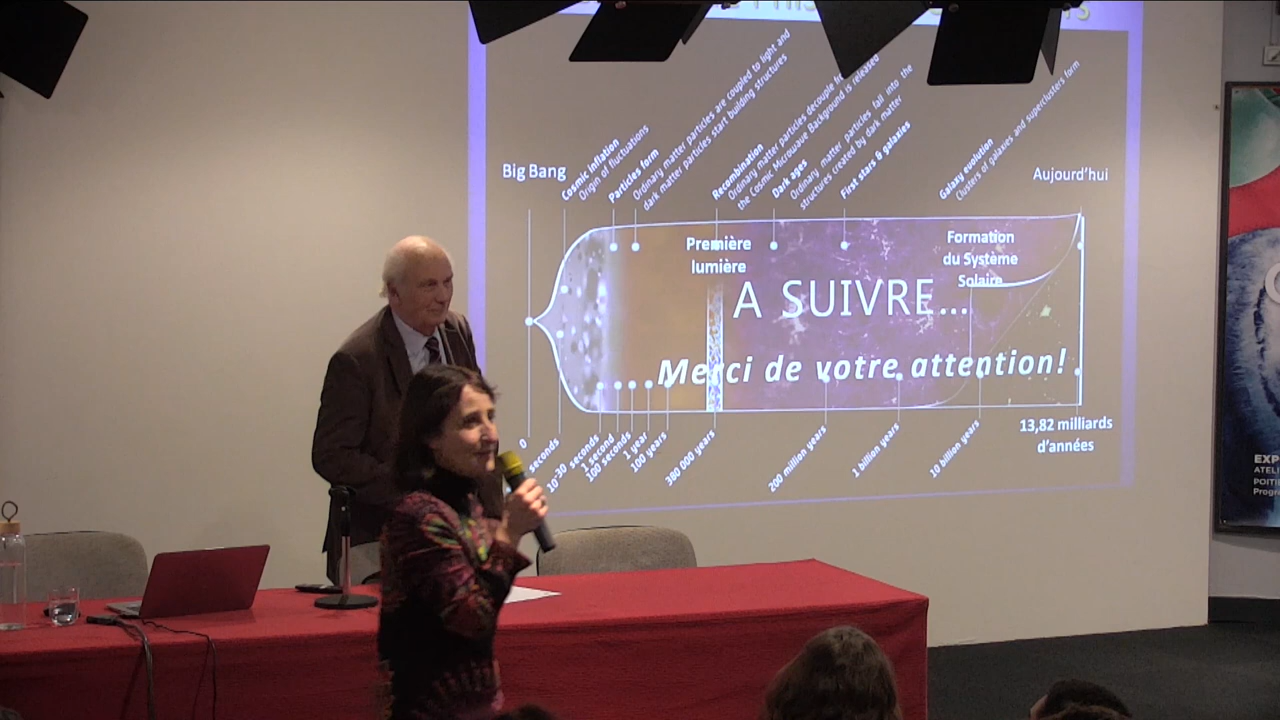 Big Bang
Cosmic inflation
Origin of fluctuations
Particles form
Ordinary matter particles are coupled to light and
dark matter particles start building structures
Recombination
Ordinary matter particles decouple
the Cosmic Microwave Background is released
Dark ages
Ordinary matter particles fall into the
structures created by dark matter
First stars & galaxies
Galaxy evolution
Clusters of galaxies and superclusters form
Aujourd'hui
Première
lumière
Formation
du Système
Solaire
A SUIVRE...
Merci de votre attention!
0
seconds
10⁻³⁰ seconds
1 second
100 seconds
1 year
100 years
380 000 years
200 million years
1 billion years
10 billion years
13,82 milliards
d'années
EXP
ATELI
POITI
Progr